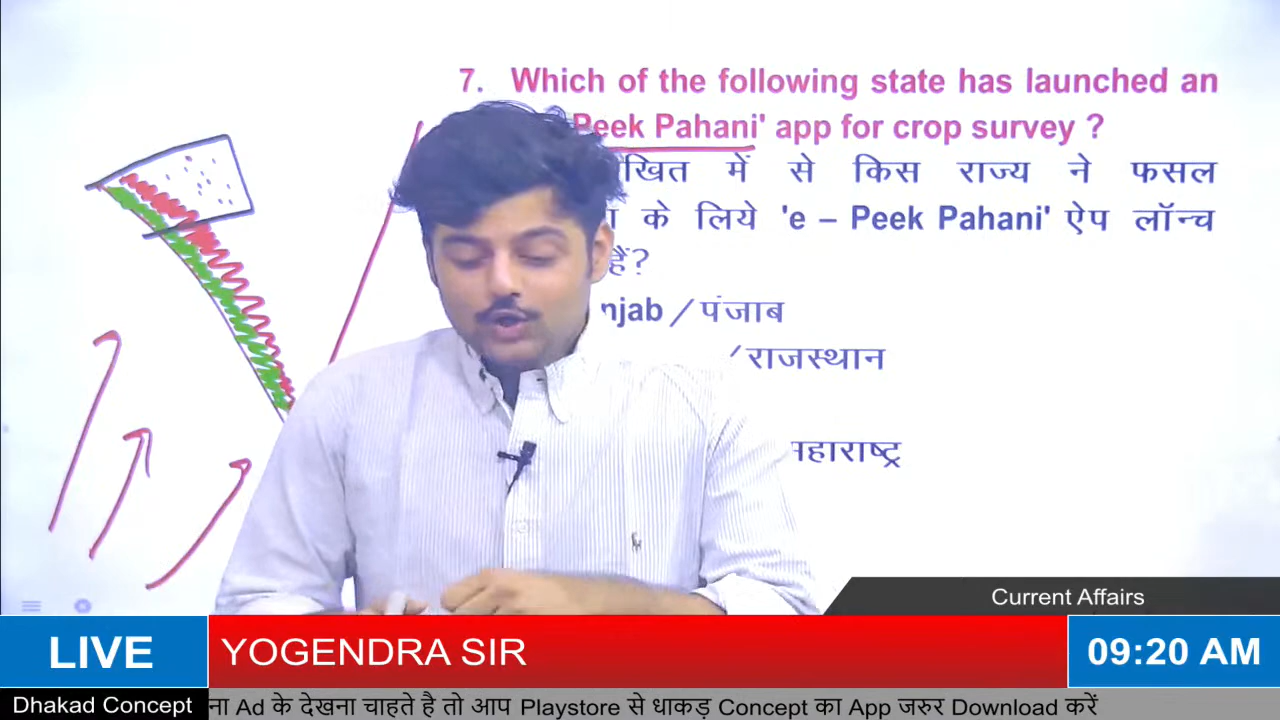 7. Which of the following state has launched an
Peek Pahani' app for crop survey ?
में से किस राज्य ने फसल
के लिये 'e – Peek Pahani' ऐप लॉन्च
हैं?
/ पंजाब
/ राजस्थान
Current Affairs
LIVE YOGENDRA SIR 09:20 AM
Dhakad Concept ना Ad के देखना चाहते है तो आप Playstore से धाकड़ Concept का App जरुर Download करें